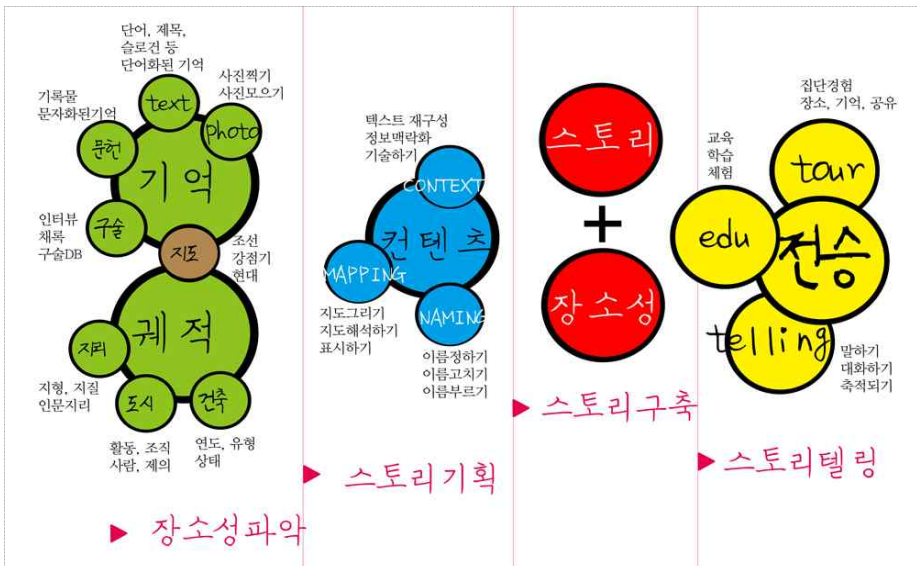 단어, 제목,
슬로건 등
단어화된 기억
text
사진찍기
사진모으기
photo
기록물
문자화된기억
문헌
기억
인터뷰
채록
구술DB
구술
지도
조선
강점기
현대
궤적
지리
지형, 지질
인문지리
도시
활동, 조직
사람, 제의
건축
연도, 유형
상태
▶ 장소성파악
텍스트 재구성
정보맥락화
기술하기
CONTEXT
컨텐츠
MAPPING
지도그리기
지도해석하기
표시하기
NAMING
이름정하기
이름고치기
이름부르기
▶ 스토리기획
스토리
+
장소성
▶ 스토리구축
집단경험
장소, 기억, 공유
tour
교육
학습
체험
edu
전승
telling
말하기
대화하기
축적되기
▶ 스토리텔링